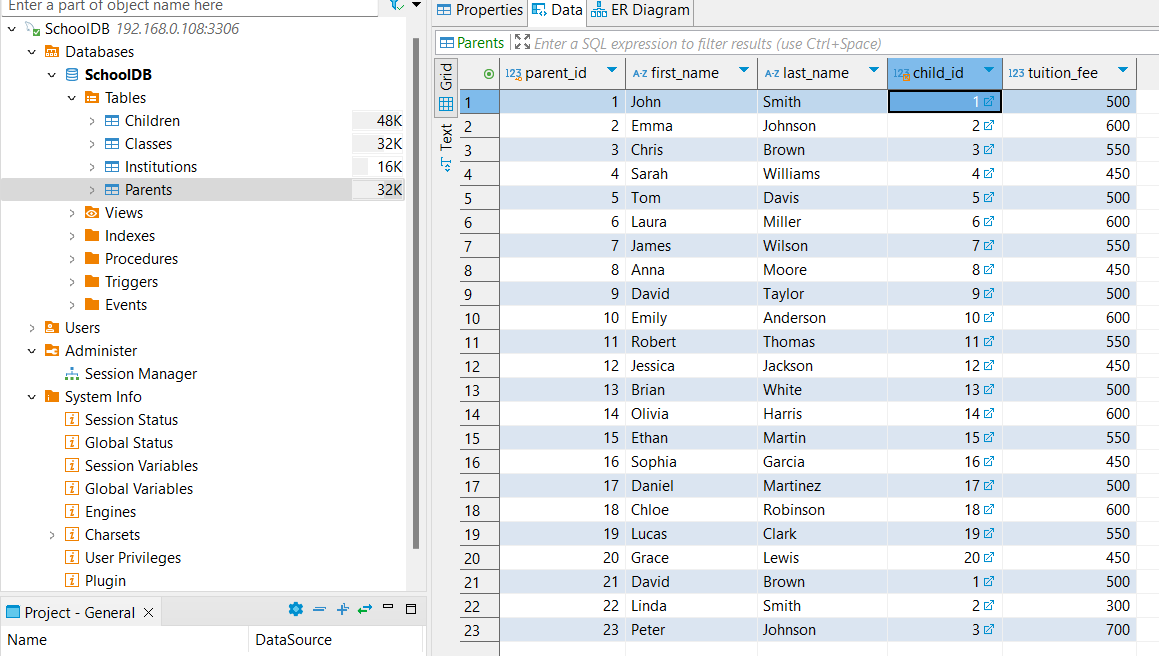 Enter a part of object name here
SchoolDB 192.168.0.108:3306
Databases
SchoolDB
Tables
Children 48K
Classes 32K
Institutions 16K
Parents 32K
Views
Indexes
Procedures
Triggers
Events
Users
Administer
Session Manager
System Info
Session Status
Global Status
Session Variables
Global Variables
Engines
Charsets
User Privileges
Plugin
Project - General
Name DataSource
Properties Data ER Diagram
Parents Enter a SQL expression to filter results (use Ctrl+Space)
Grid
Text
123 parent_id A-Z first_name A-Z last_name 123 child_id 123 tuition_fee
1 1 John Smith 1 500
2 2 Emma Johnson 2 600
3 3 Chris Brown 3 550
4 4 Sarah Williams 4 450
5 5 Tom Davis 5 500
6 6 Laura Miller 6 600
7 7 James Wilson 7 550
8 8 Anna Moore 8 450
9 9 David Taylor 9 500
10 10 Emily Anderson 10 600
11 11 Robert Thomas 11 550
12 12 Jessica Jackson 12 450
13 13 Brian White 13 500
14 14 Olivia Harris 14 600
15 15 Ethan Martin 15 550
16 16 Sophia Garcia 16 450
17 17 Daniel Martinez 17 500
18 18 Chloe Robinson 18 600
19 19 Lucas Clark 19 550
20 20 Grace Lewis 20 450
21 21 David Brown 1 500
22 22 Linda Smith 2 300
23 23 Peter Johnson 3 700